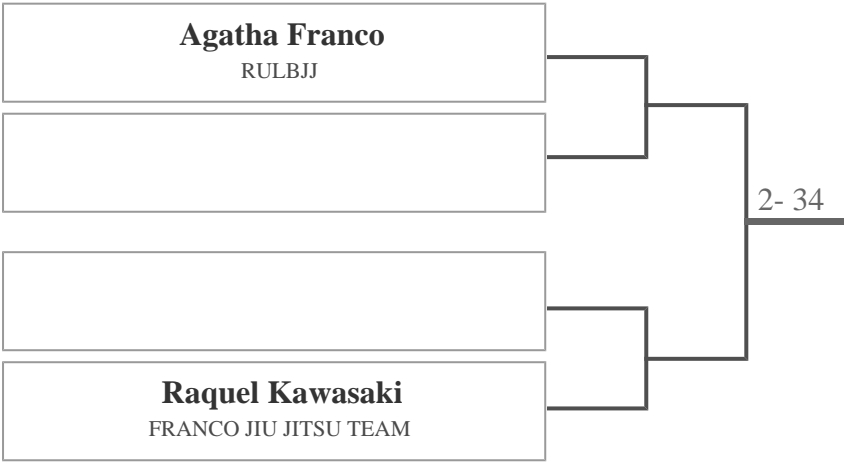 Agatha Franco
RULBJJ
2- 34
Raquel Kawasaki
FRANCO JIU JITSU TEAM